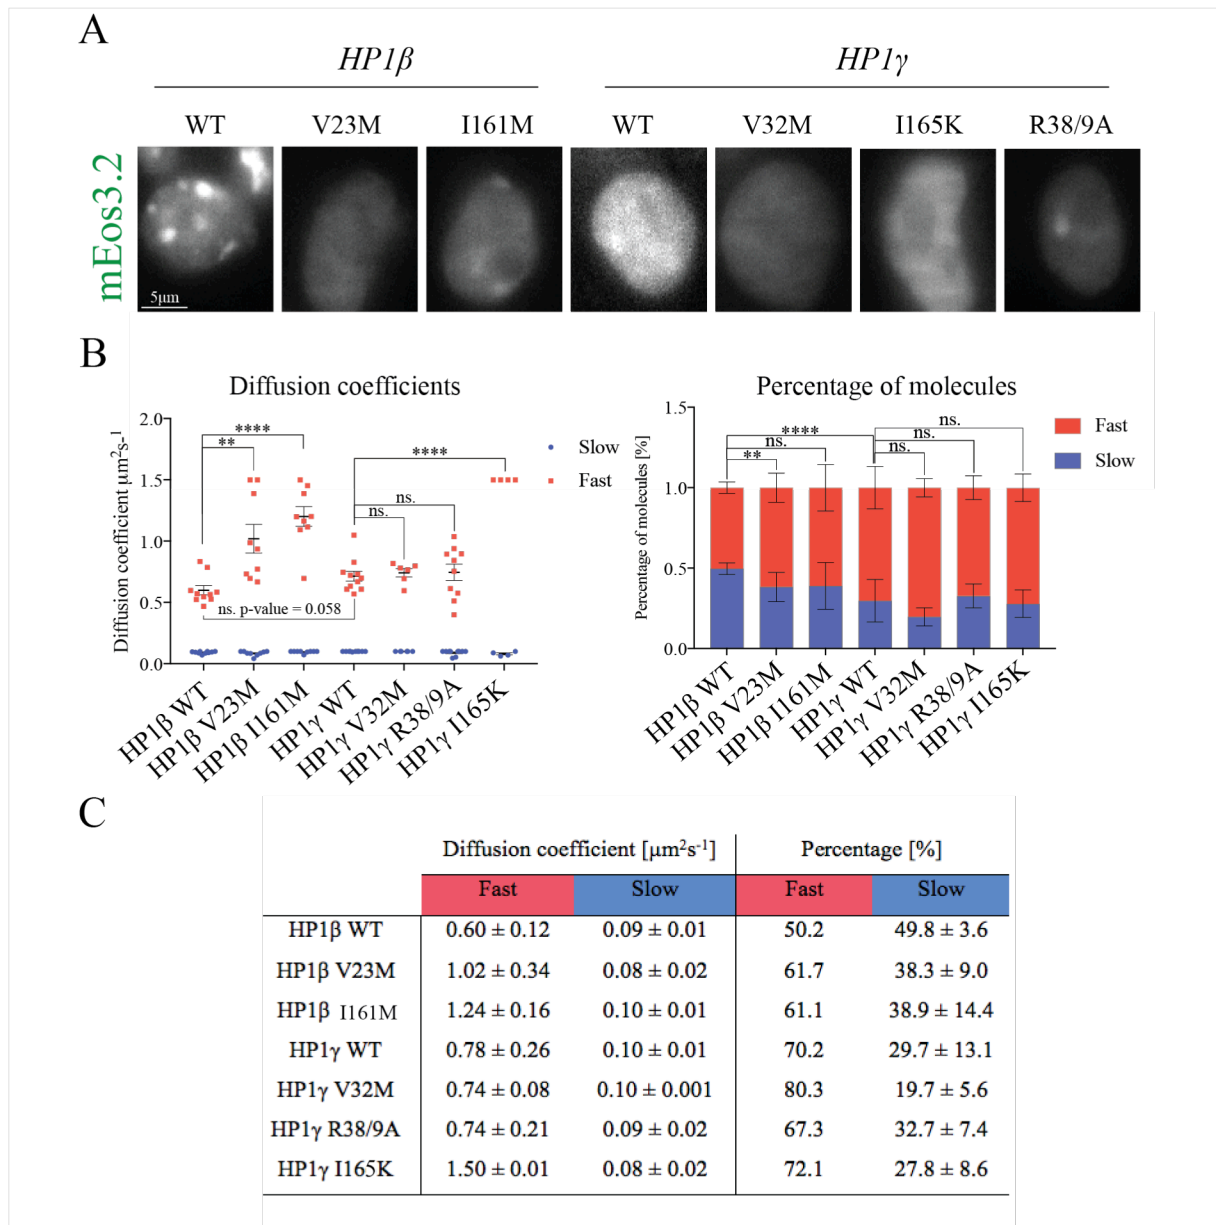 A
HP1β HP1γ
WT V23M I161M WT V32M I165K R38/9A
mEos3.2
5μm
B
Diffusion coefficients
Diffusion coefficient μm²s⁻¹
2.0
1.5
1.0
0.5
0.0
****
**
****
ns.
ns.
ns. p-value = 0.058
Slow
Fast
HP1β WT
HP1β V23M
HP1β I161M
HP1γ WT
HP1γ V32M
HP1γ R38/9A
HP1γ I165K
Percentage of molecules
Percentage of molecules [%]
1.5
1.0
0.5
0.0
****
ns.
**
ns.
ns.
ns.
Fast
Slow
HP1β WT
HP1β V23M
HP1β I161M
HP1γ WT
HP1γ V32M
HP1γ R38/9A
HP1γ I165K
C
Diffusion coefficient [μm²s⁻¹] Percentage [%]
Fast Slow Fast Slow
HP1β WT 0.60 ± 0.12 0.09 ± 0.01 50.2 49.8 ± 3.6
HP1β V23M 1.02 ± 0.34 0.08 ± 0.02 61.7 38.3 ± 9.0
HP1β I161M 1.24 ± 0.16 0.10 ± 0.01 61.1 38.9 ± 14.4
HP1γ WT 0.78 ± 0.26 0.10 ± 0.01 70.2 29.7 ± 13.1
HP1γ V32M 0.74 ± 0.08 0.10 ± 0.001 80.3 19.7 ± 5.6
HP1γ R38/9A 0.74 ± 0.21 0.09 ± 0.02 67.3 32.7 ± 7.4
HP1γ I165K 1.50 ± 0.01 0.08 ± 0.02 72.1 27.8 ± 8.6